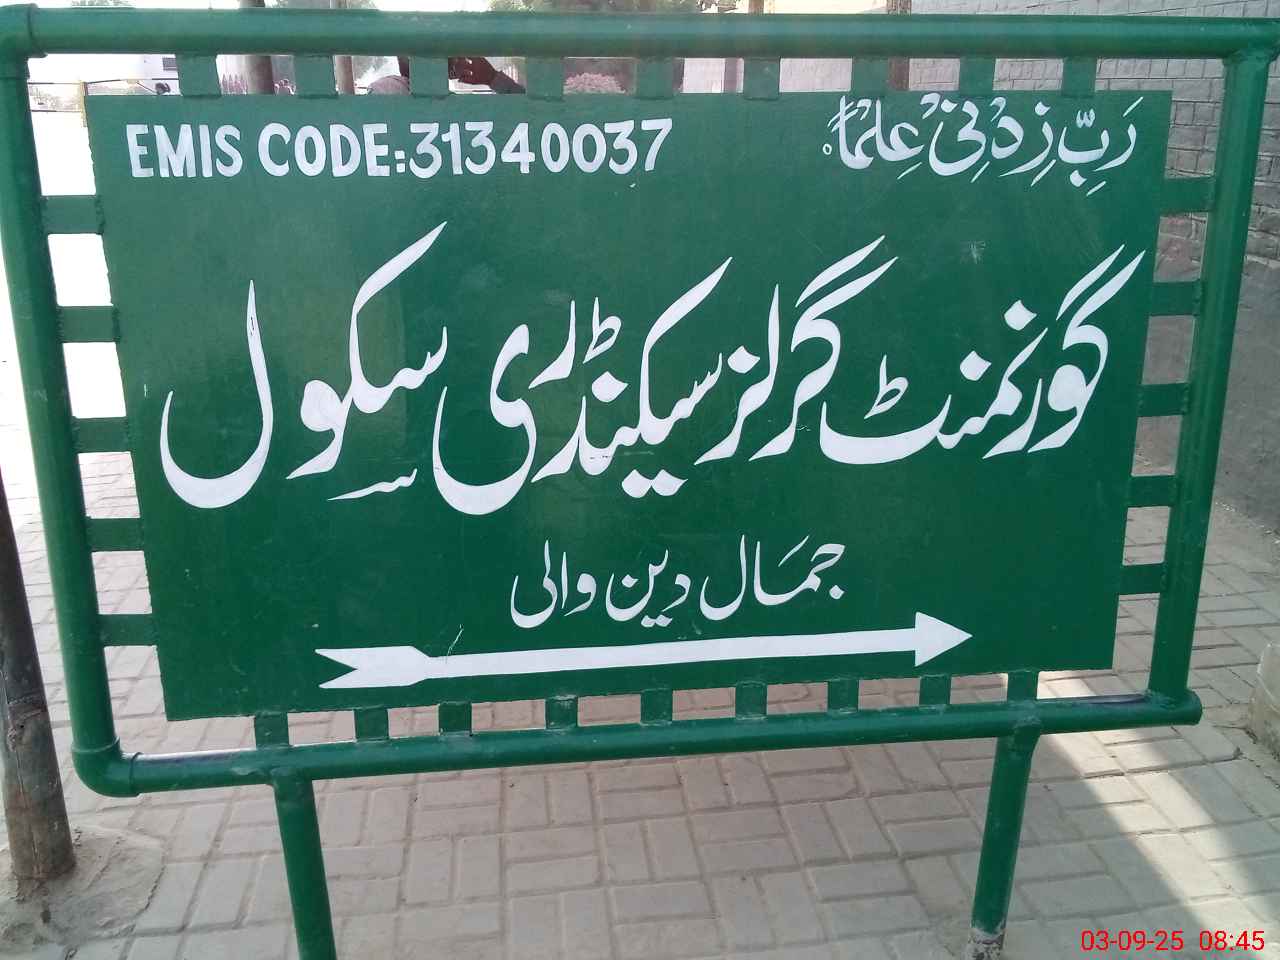 EMIS CODE:31340037
رَبِّ زِدْنِیْ عِلْمًا
گورنمنٹ گرلز سیکنڈری سکول
جمال دین والی
03-09-25 08:45